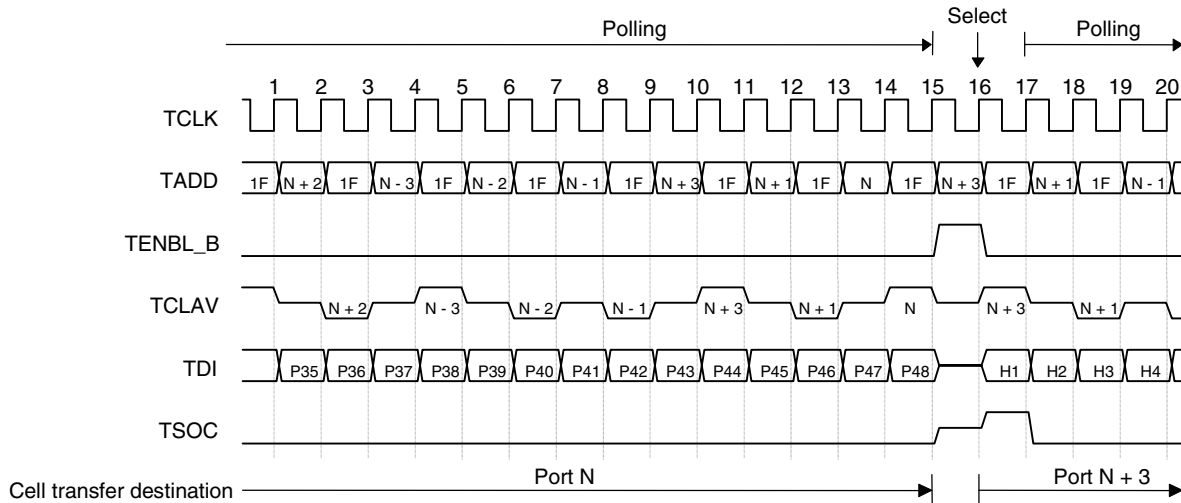 Select
Polling Polling
1 2 3 4 5 6 7 8 9 10 11 12 13 14 15 16 17 18 19 20
TCLK
TADD 1F N + 2 1F N - 3 1F N - 2 1F N - 1 1F N + 3 1F N + 1 1F N 1F N + 3 1F N + 1 1F N - 1
TENBL_B
TCLAV N + 2 N - 3 N - 2 N - 1 N + 3 N + 1 N N + 3 N + 1
TDI P35 P36 P37 P38 P39 P40 P41 P42 P43 P44 P45 P46 P47 P48 H1 H2 H3 H4
TSOC
Cell transfer destination Port N Port N + 3